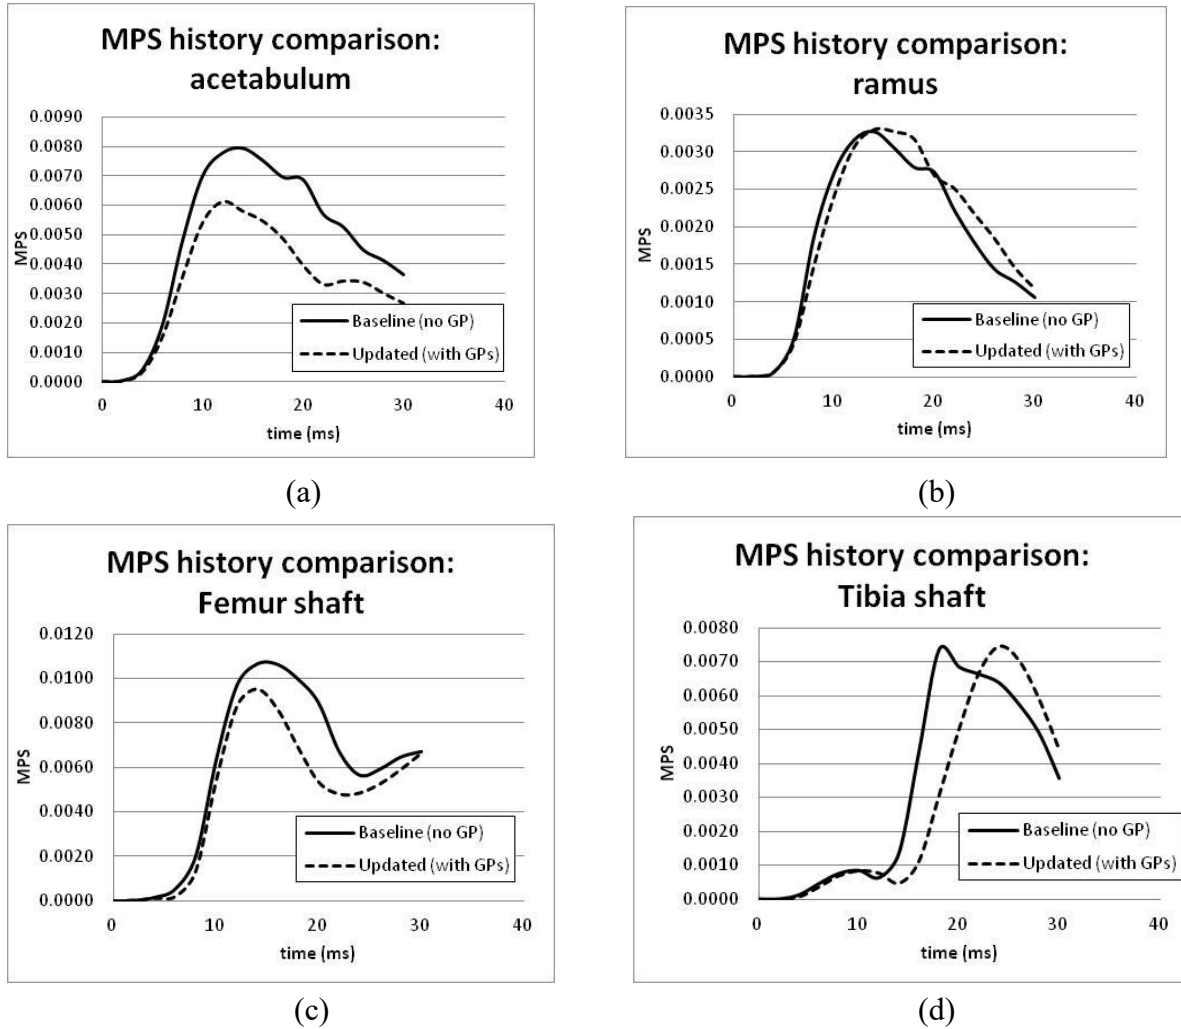 MPS history comparison:
acetabulum
0.0090
0.0080
0.0070
0.0060
0.0050
0.0040
0.0030
0.0020
0.0010
0.0000
MPS
0 10 20 30 40
time (ms)
Baseline (no GP)
Updated (with GPs)
(a)
MPS history comparison:
ramus
0.0035
0.0030
0.0025
0.0020
0.0015
0.0010
0.0005
0.0000
MPS
0 10 20 30 40
time (ms)
Baseline (no GP)
Updated (with GPs)
(b)
MPS history comparison:
Femur shaft
0.0120
0.0100
0.0080
0.0060
0.0040
0.0020
0.0000
MPS
0 10 20 30 40
time (ms)
Baseline (no GP)
Updated (with GPs)
(c)
MPS history comparison:
Tibia shaft
0.0080
0.0070
0.0060
0.0050
0.0040
0.0030
0.0020
0.0010
0.0000
MPS
0 10 20 30 40
time (ms)
Baseline (no GP)
Updated (with GPs)
(d)